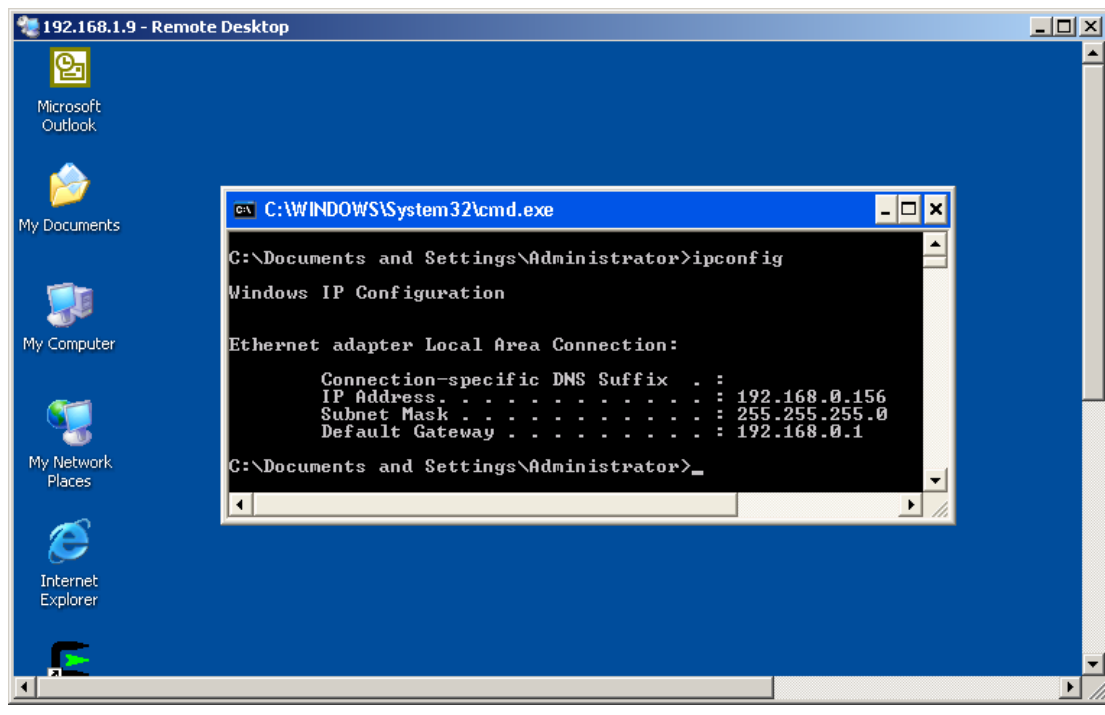 192.168.1.9 - Remote Desktop
Microsoft
Outlook
My Documents
My Computer
My Network
Places
Internet
Explorer
C:\WINDOWS\System32\cmd.exe
C:\Documents and Settings\Administrator>ipconfig
Windows IP Configuration
Ethernet adapter Local Area Connection:
Connection-specific DNS Suffix . :
IP Address. . . . . . . . . . . . : 192.168.0.156
Subnet Mask . . . . . . . . . . . : 255.255.255.0
Default Gateway . . . . . . . . . : 192.168.0.1
C:\Documents and Settings\Administrator>_